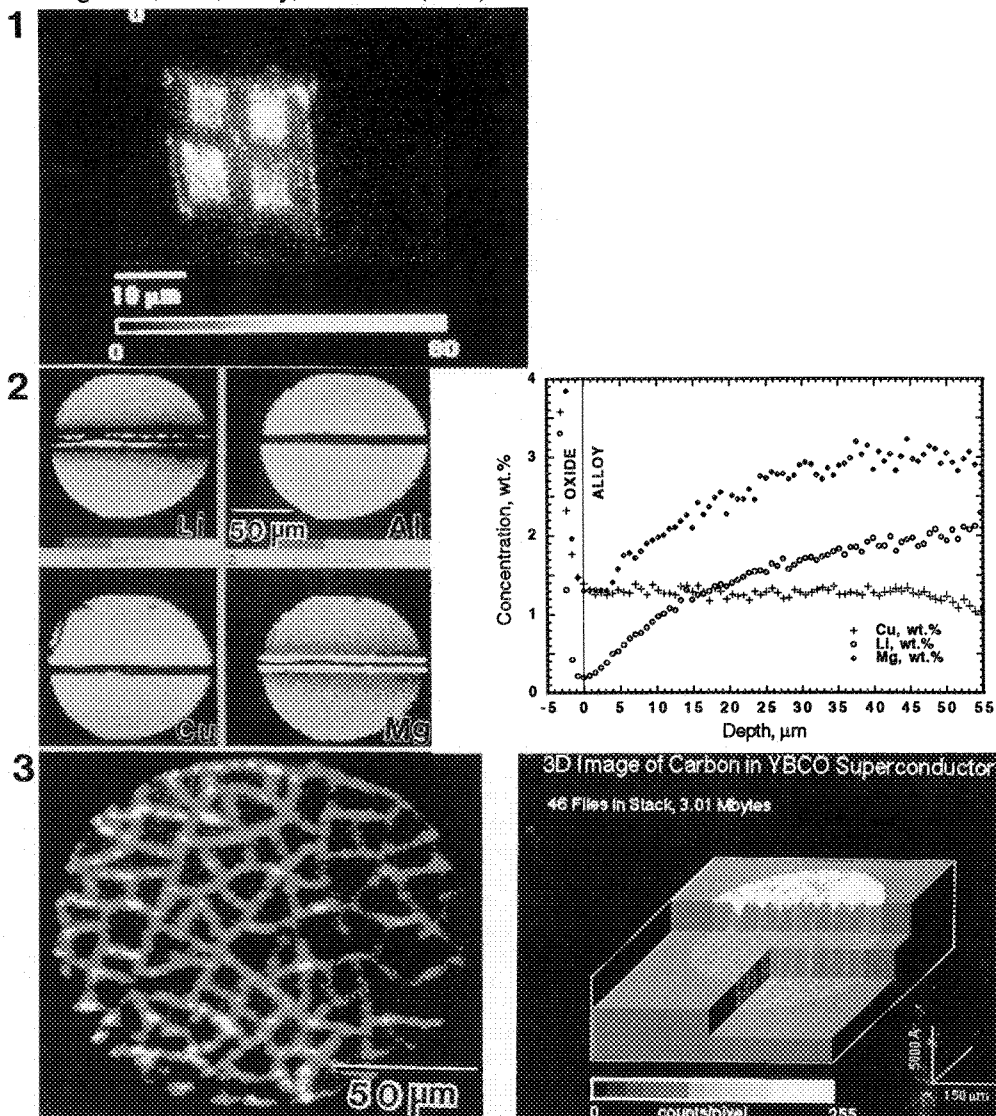 1
0
10 µm
0
2
Li
50 µm
Al
Cu
Mg
4
3
2
1
0
Concentration, wt.%
OXIDE
ALLOY
+ Cu, wt.%
o Li, wt.%
⬥ Mg, wt.%
-5 0 5 10 15 20 25 30 35 40 45 50 55
Depth, µm
3
50 µm
3D Image of Carbon in YBCO Superconductor
46 Files in Stack, 3.01 Mbytes
5000 A
150 µm
0 counts/pixel 255